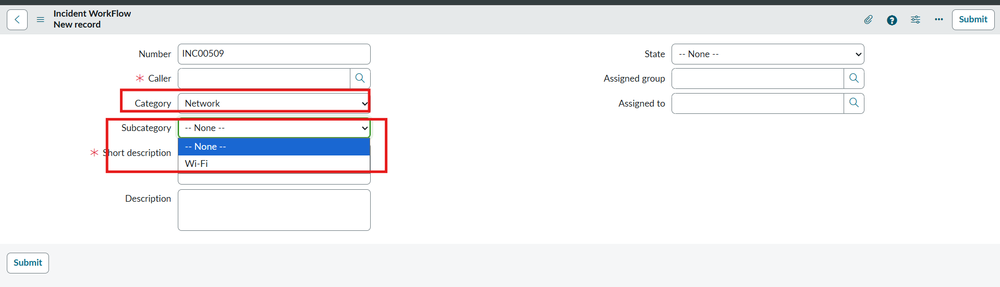 Incident WorkFlow
New record
Submit
Number INC00509
Caller
Category Network
Subcategory -- None --
-- None --
Wi-Fi
Short description
Description
State -- None --
Assigned group
Assigned to
Submit